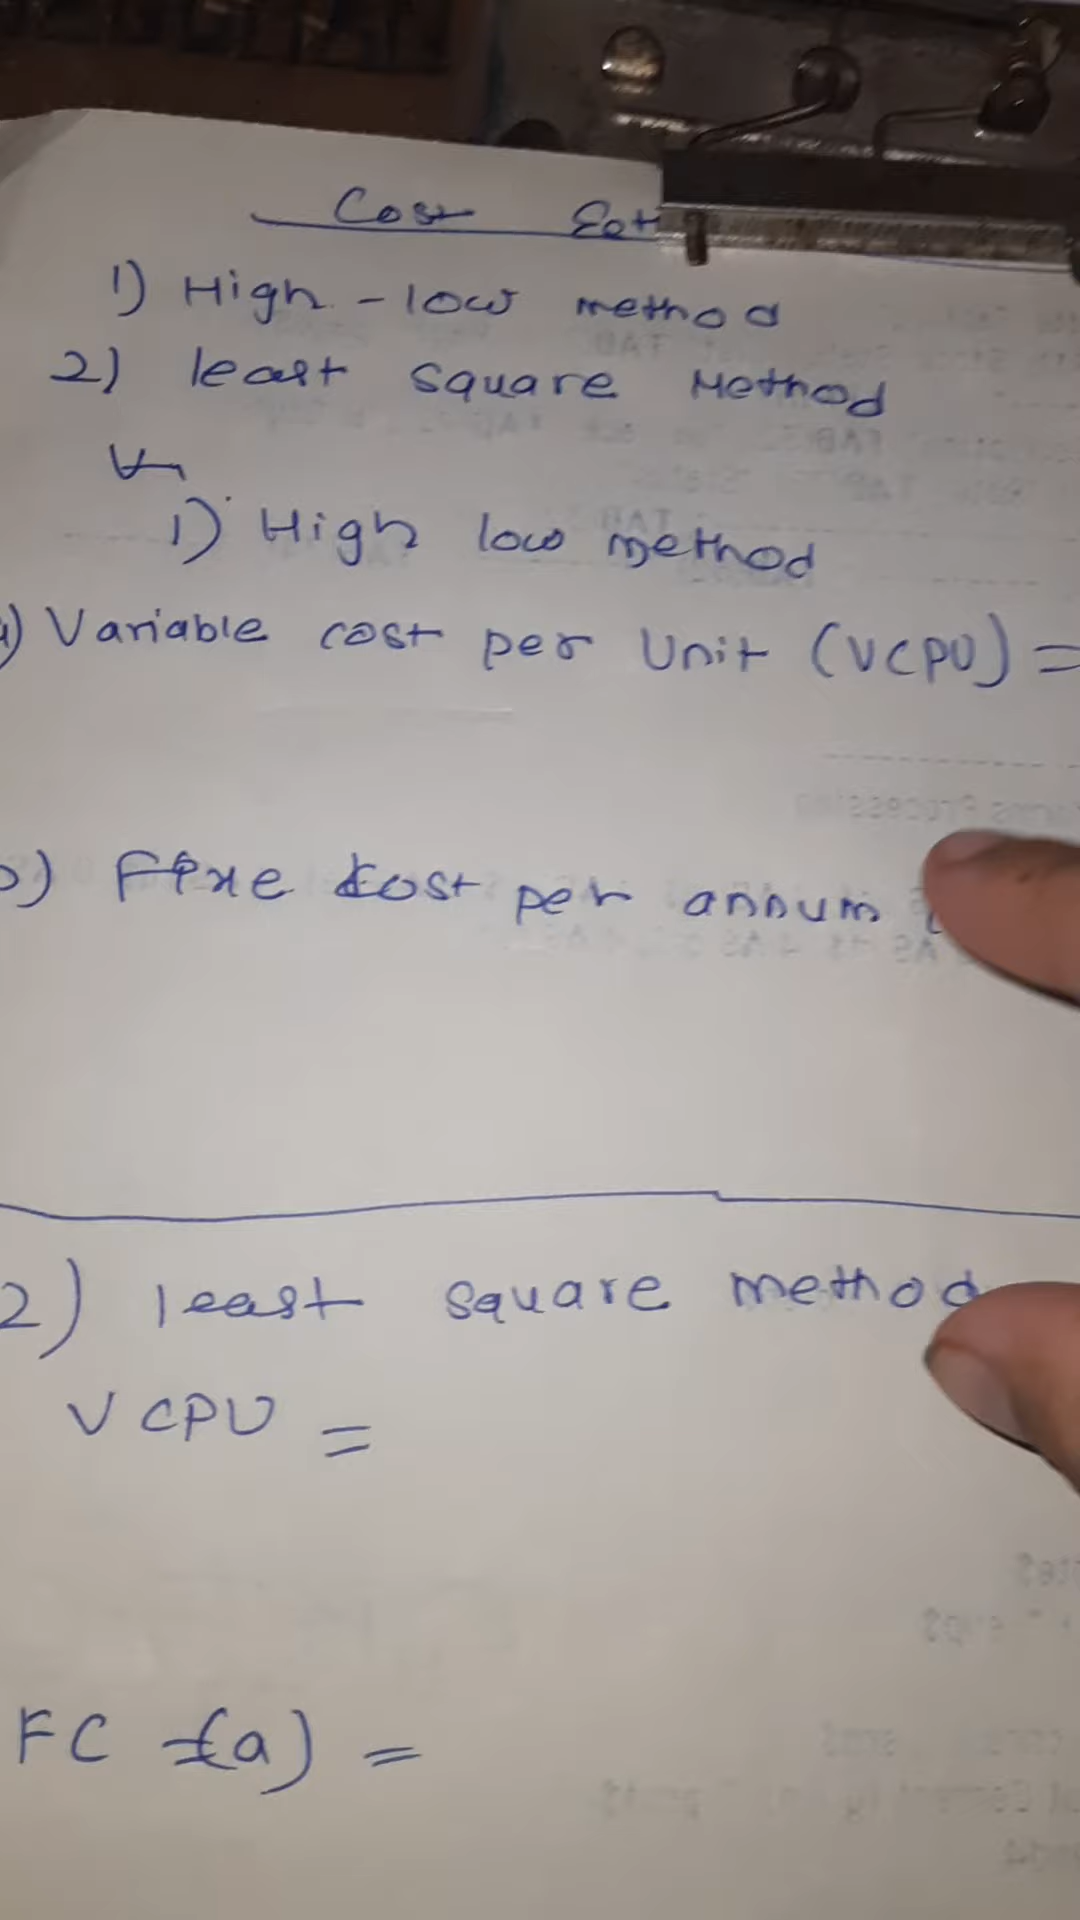 Cost Est
1) High - low method
2) least square Method
1) High low method
a) Variable cost per Unit (VCPU) =
b) Fixe Cost per annum (
2) least square method
VCPU =
FC (a) =